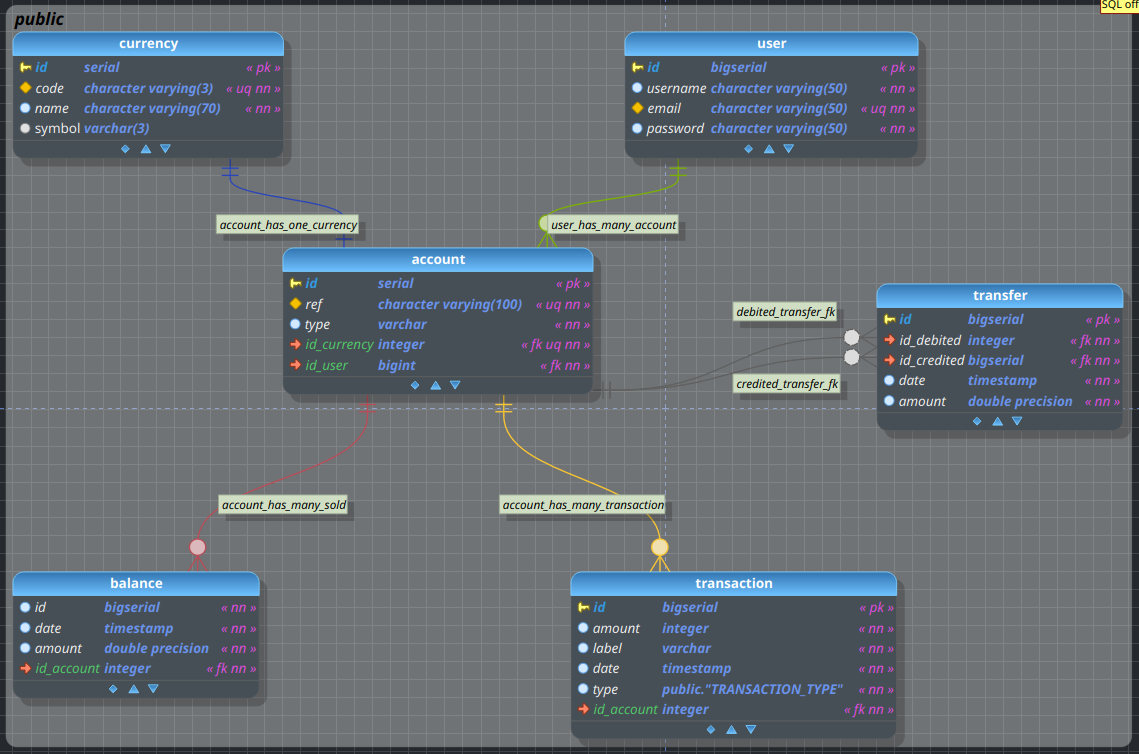 SQL off
public
currency
id serial « pk »
code character varying(3) « uq nn »
name character varying(70) « nn »
symbol varchar(3)
user
id bigserial « pk »
username character varying(50) « nn »
email character varying(50) « uq nn »
password character varying(50) « nn »
account_has_one_currency
user_has_many_account
account
id serial « pk »
ref character varying(100) « uq nn »
type varchar « nn »
id_currency integer « fk uq nn »
id_user bigint « fk nn »
debited_transfer_fk
credited_transfer_fk
transfer
id bigserial « pk »
id_debited integer « fk nn »
id_credited bigserial « fk nn »
date timestamp « nn »
amount double precision « nn »
account_has_many_sold
account_has_many_transaction
balance
id bigserial « nn »
date timestamp « nn »
amount double precision « nn »
id_account integer « fk nn »
transaction
id bigserial « pk »
amount integer « nn »
label varchar « nn »
date timestamp « nn »
type public."TRANSACTION_TYPE" « nn »
id_account integer « fk nn »